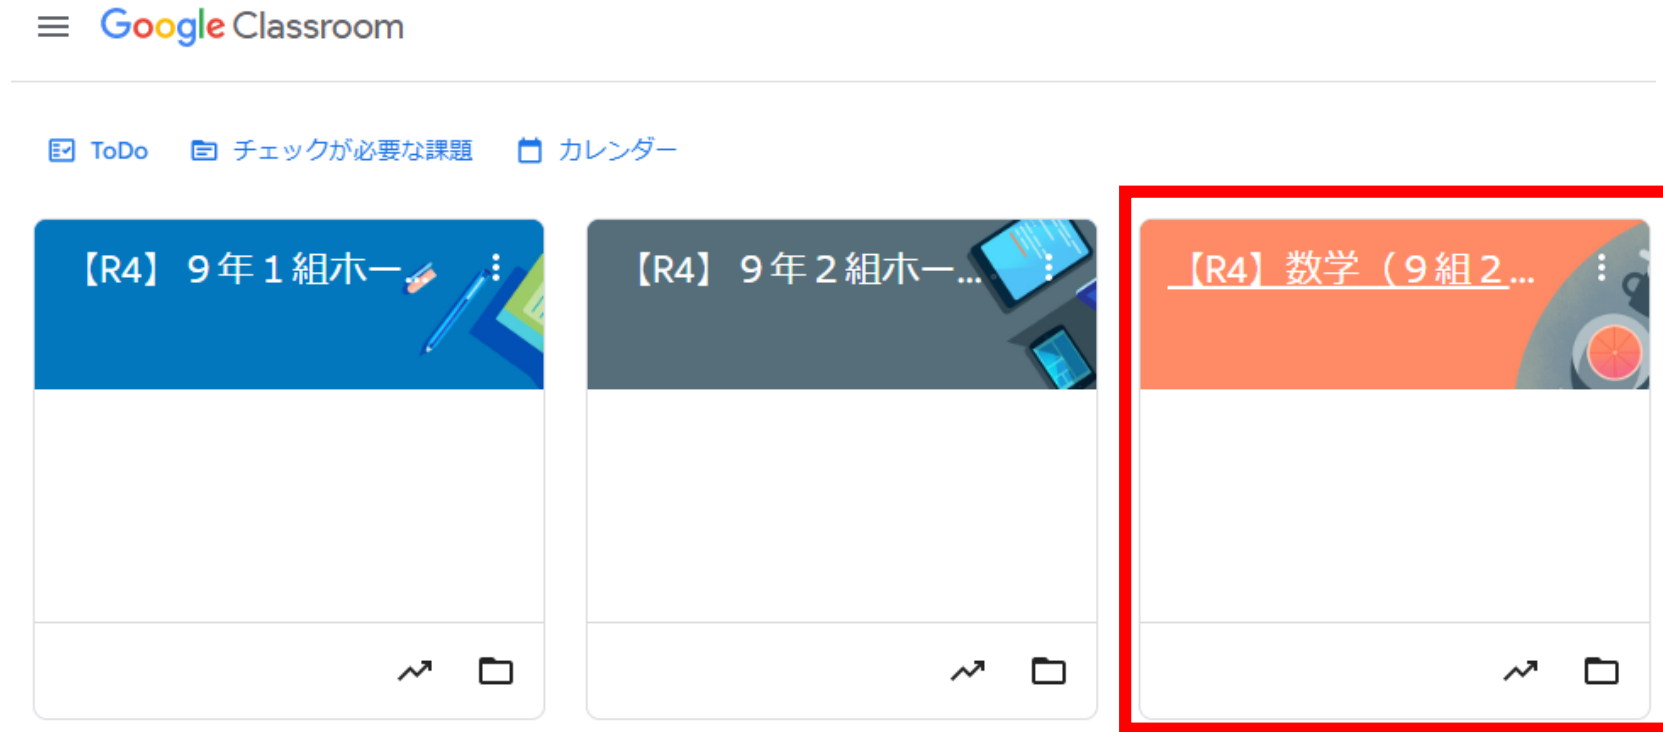 Google Classroom
ToDo チェックが必要な課題 カレンダー
【R4】９年１組ホー...
【R4】９年２組ホー...
【R4】数学（９組２...